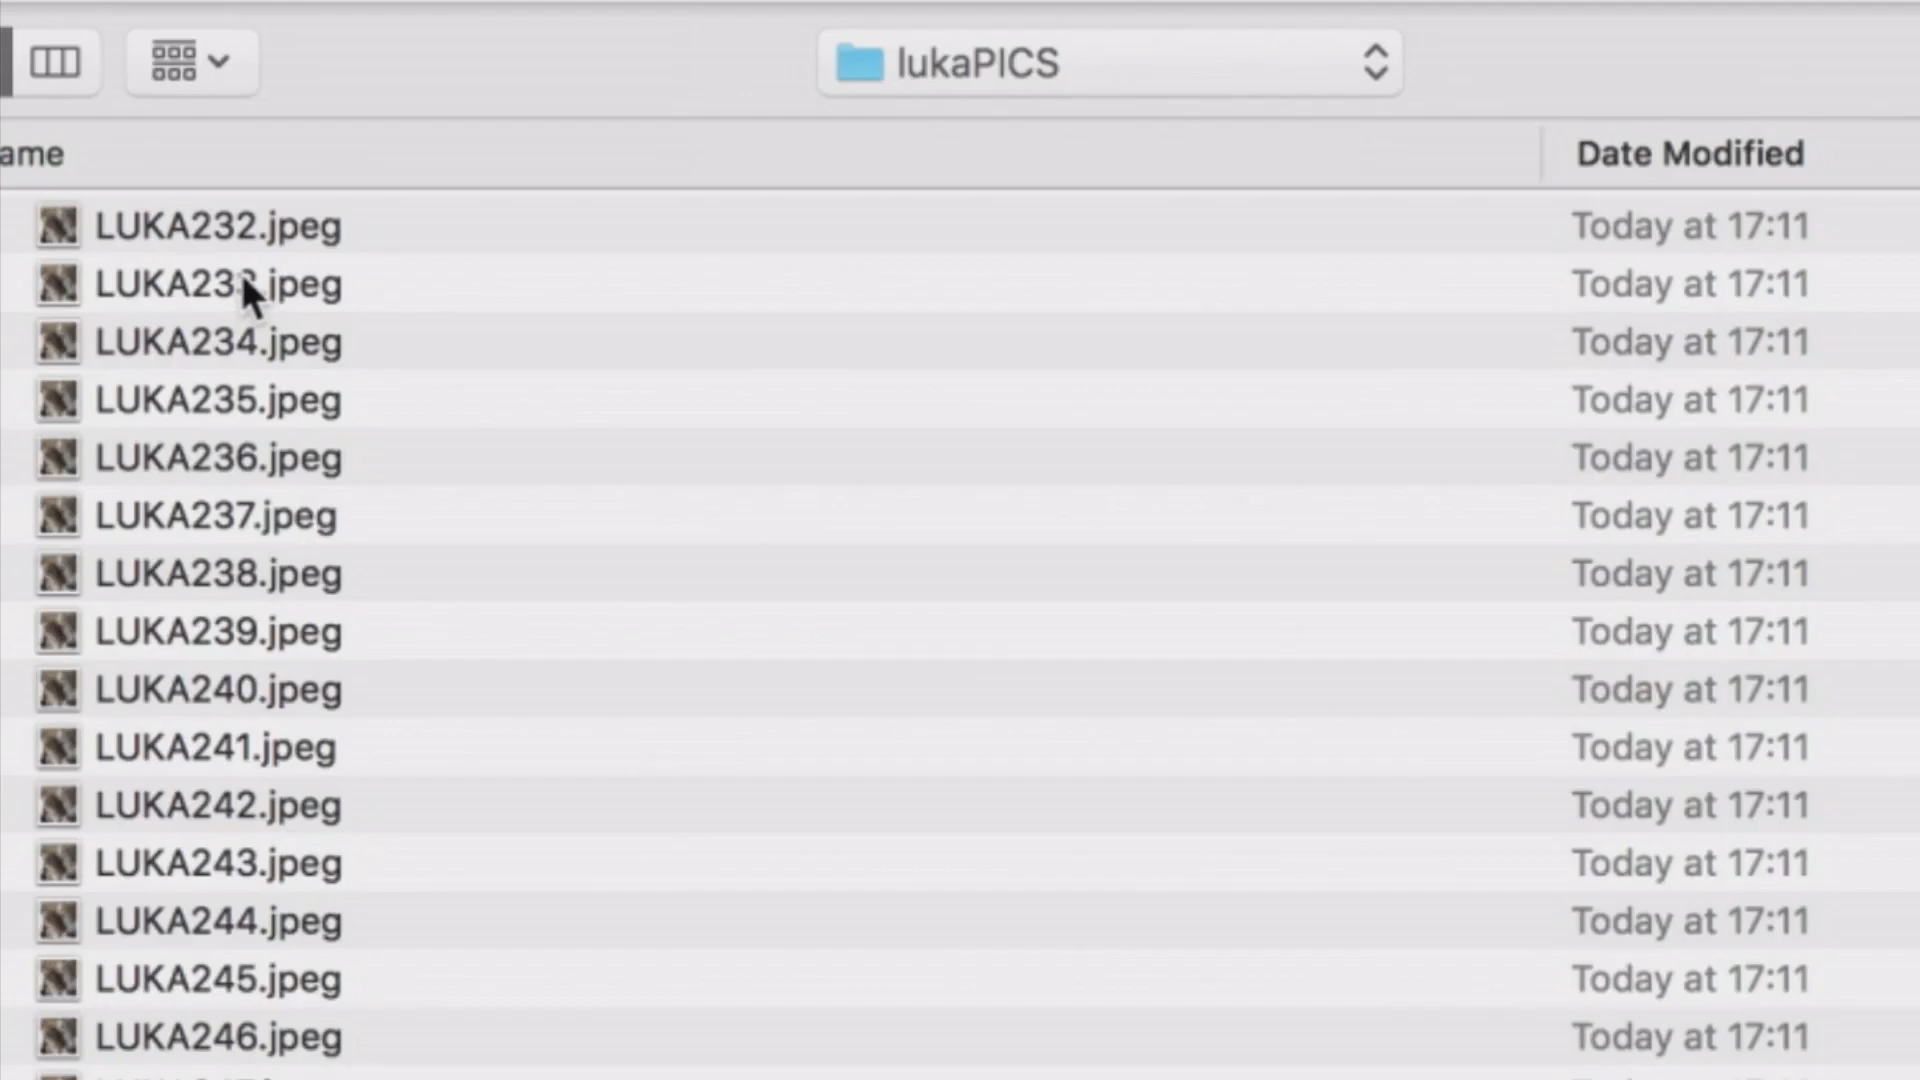 lukaPICS
ame Date Modified
LUKA232.jpeg Today at 17:11
LUKA233.jpeg Today at 17:11
LUKA234.jpeg Today at 17:11
LUKA235.jpeg Today at 17:11
LUKA236.jpeg Today at 17:11
LUKA237.jpeg Today at 17:11
LUKA238.jpeg Today at 17:11
LUKA239.jpeg Today at 17:11
LUKA240.jpeg Today at 17:11
LUKA241.jpeg Today at 17:11
LUKA242.jpeg Today at 17:11
LUKA243.jpeg Today at 17:11
LUKA244.jpeg Today at 17:11
LUKA245.jpeg Today at 17:11
LUKA246.jpeg Today at 17:11